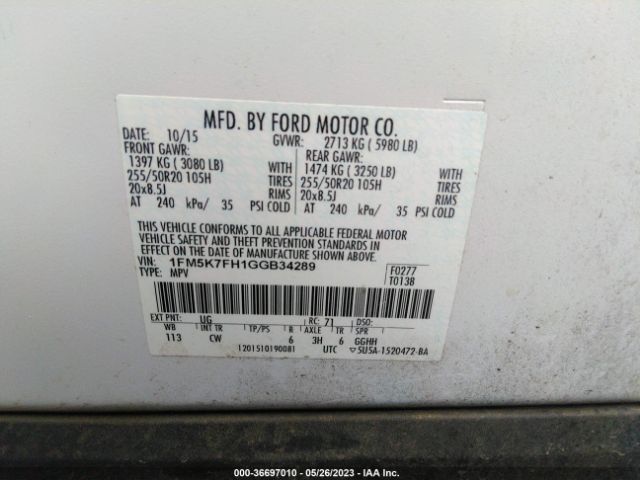 MFD. BY FORD MOTOR CO.
DATE: 10/15 GVWR: 2713 KG ( 5980 LB)
FRONT GAWR: REAR GAWR:
1397 KG ( 3080 LB) WITH 1474 KG ( 3250 LB) WITH
255/50R20 105H TIRES 255/50R20 105H TIRES
20x8.5J RIMS 20x8.5J RIMS
AT 240 kPa/ 35 PSI COLD AT 240 kPa/ 35 PSI COLD
THIS VEHICLE CONFORMS TO ALL APPLICABLE FEDERAL MOTOR
VEHICLE SAFETY AND THEFT PREVENTION STANDARDS IN
EFFECT ON THE DATE OF MANUFACTURE SHOWN ABOVE.
VIN: 1FM5K7FH1GGB34289 F0277
TYPE: MPV T0138
EXT PNT: UG RC: 71 DSO:
WB INT TR TP/PS R AXLE TR SPR
113 CW 6 3H 6 GGHH
1201510190081 UTC ▽5U5A-1520472-BA
000-36697010 - 05/26/2023 - IAA Inc.